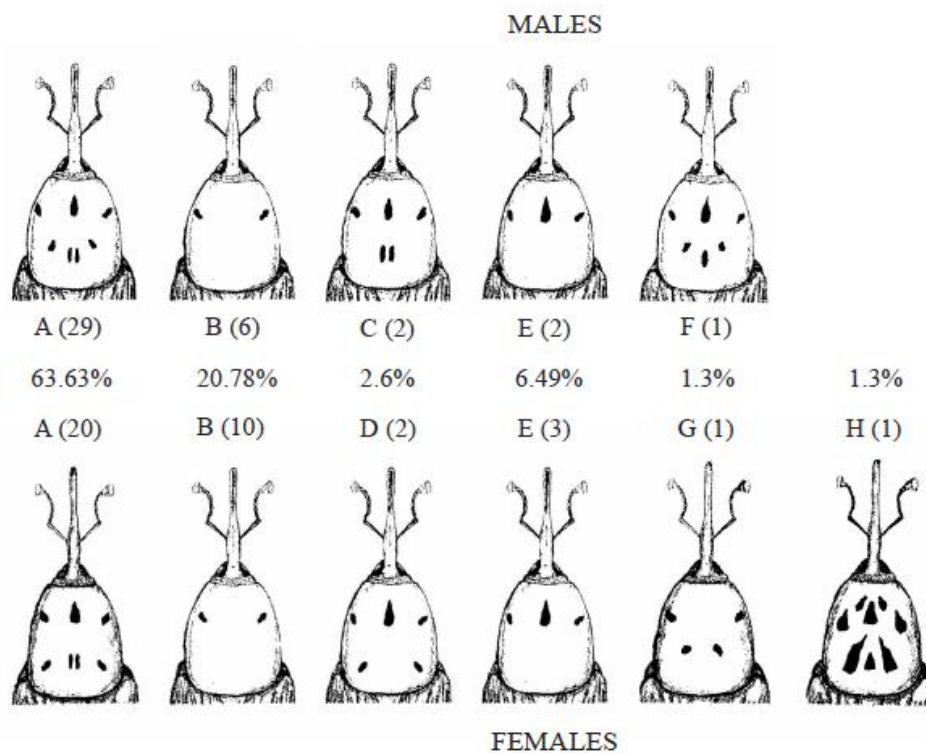 MALES
A (29) B (6) C (2) E (2) F (1)
63.63% 20.78% 2.6% 6.49% 1.3% 1.3%
A (20) B (10) D (2) E (3) G (1) H (1)
FEMALES